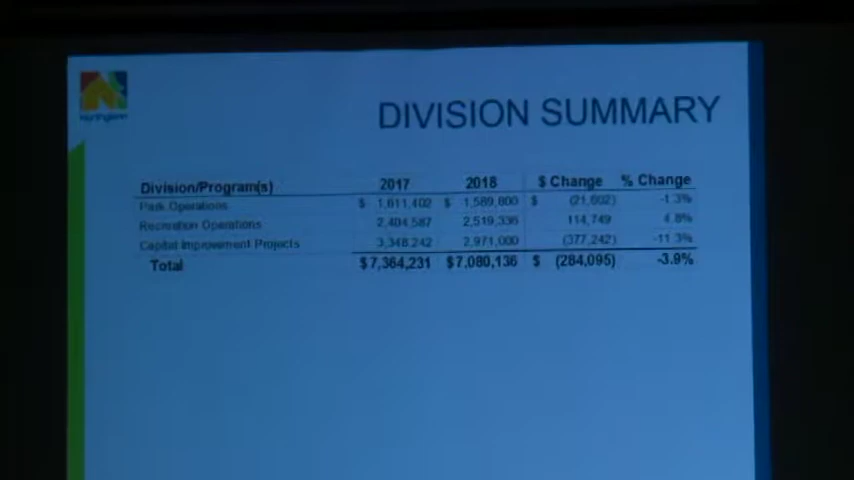 Northglenn
DIVISION SUMMARY
Division/Program(s) 2017 2018 $ Change % Change
Park Operations $ 1,611,402 $ 1,589,800 $ (21,602) -1.3%
Recreation Operations 2,404,587 2,519,336 114,749 4.8%
Capital Improvement Projects 3,348,242 2,971,000 (377,242) -11.3%
Total $7,364,231 $7,080,136 $ (284,095) -3.9%